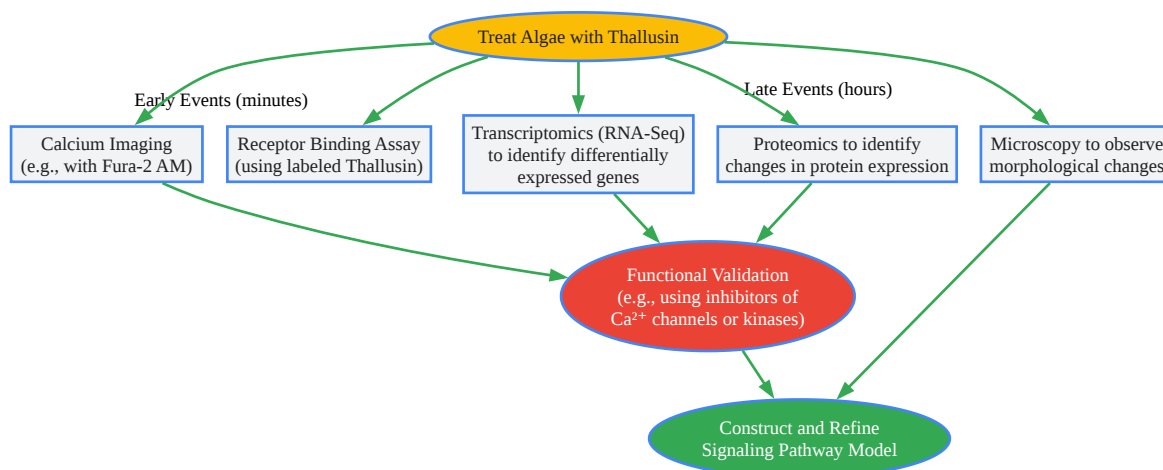 Treat Algae with Thallusin
Early Events (minutes)
Late Events (hours)
Calcium Imaging
(e.g., with Fura-2 AM)
Receptor Binding Assay
(using labeled Thallusin)
Transcriptomics (RNA-Seq)
to identify differentially
expressed genes
Proteomics to identify
changes in protein expression
Microscopy to observe
morphological changes
Functional Validation
(e.g., using inhibitors of
Ca²⁺ channels or kinases)
Construct and Refine
Signaling Pathway Model